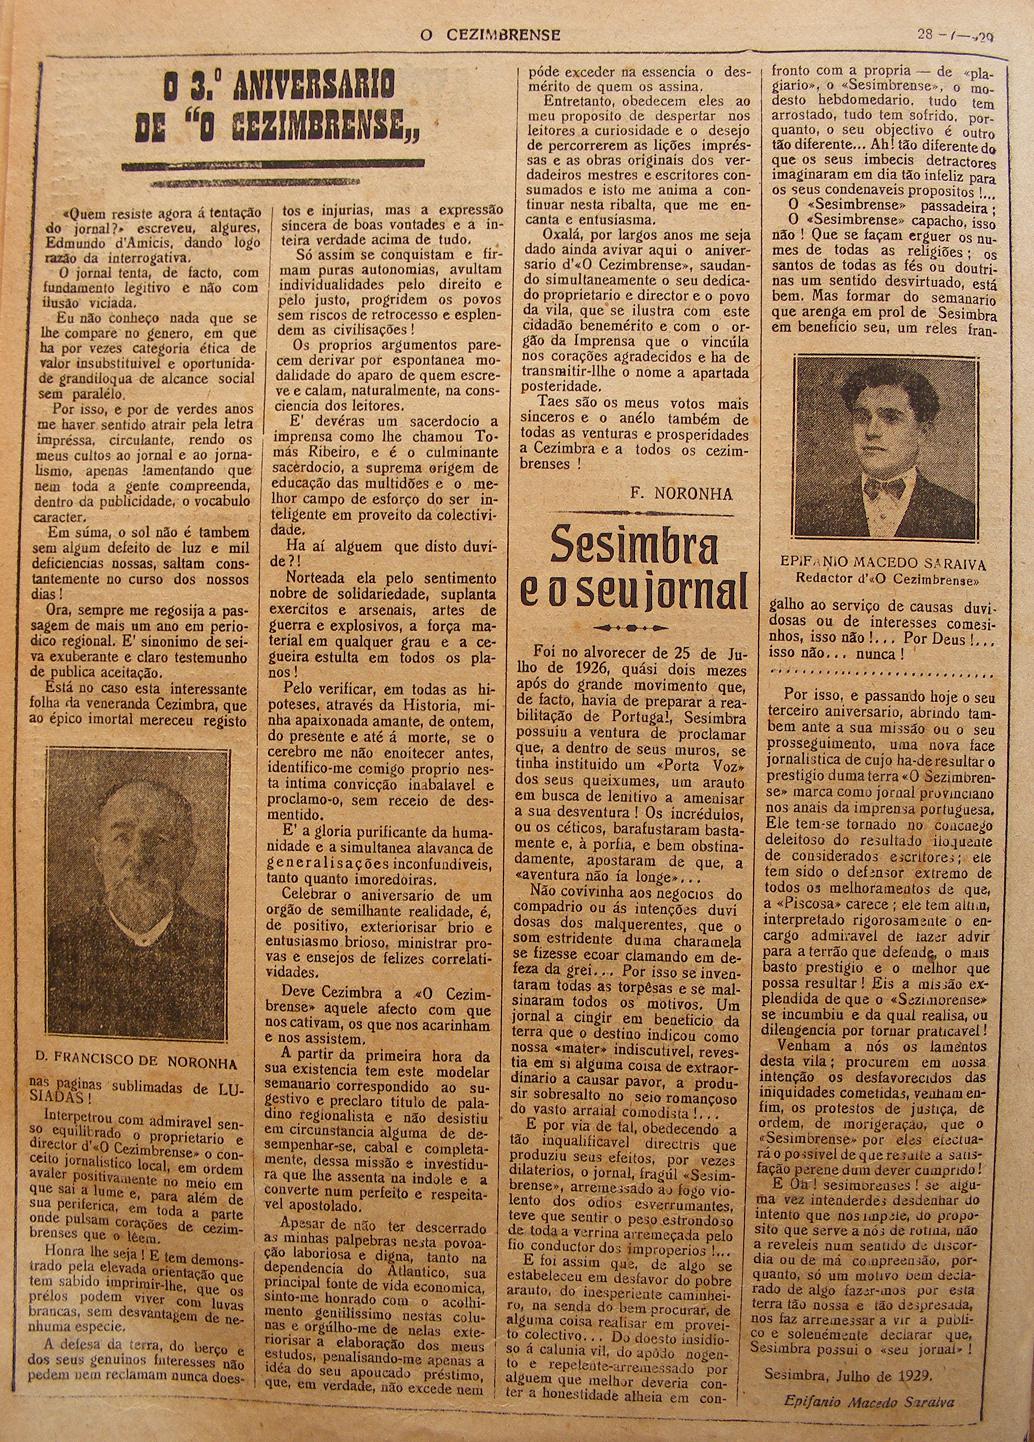 O CEZIMBRENSE
O 3.º ANIVERSARIO
DE "O CEZIMBRENSE„
«Quem resiste agora á tentação
do jornal?» escreveu, algures,
Edmundo d'Amicis, dando logo
razão da interrogativa.
O jornal tenta, de facto, com
fundamento legitivo e não com
ilusão viciada.
Eu não conheço nada que se
lhe compare no genero, em que
ha por vezes categoria ética de
valor insubstituivel e oportunida-
de grandiloqua de alcance social
sem paralélo.
Por isso, e por de verdes anos
me haver sentido atrair pela letra
impréssa, circulante, rendo os
meus cultos ao jornal e ao jorna-
lismo, apenas lamentando que
nem toda a gente compreenda,
dentro da publicidade, o vocabulo
caracter.
Em súma, o sol não é tambem
sem algum defeito de luz e mil
deficiencias nossas, saltam cons-
tantemente no curso dos nossos
dias!
Ora, sempre me regosija a pas-
sagem de mais um ano em perio-
dico regional. E' sinonimo de sei-
va exuberante e claro testemunho
de publica aceitação.
Está no caso esta interessante
folha da veneranda Cezimbra, que
ao épico imortal mereceu registo
D. FRANCISCO DE NORONHA
nas paginas sublimadas de LU-
SIADAS!
Interpetrou com admiravel sen-
so equilibrado o proprietario e
director d'«O Cezimbrense» o con-
ceito jornalistico local, em ordem
avaler positivamente no meio em
que sai a lume e, para além de
sua periferica, em toda a parte
onde pulsam corações de cezim-
brenses que o lêem.
Honra lhe seja! E tem demons-
trado pela elevada orientação que
tem sabido imprimir-lhe, que os
prélos podem viver com luvas
brancas, sem desvantagem de ne-
nhuma especie.
A defesa da terra, do berço e
dos seus genuinos interesses não
pedem nem reclamam nunca does-
tos e injurias, mas a expressão
sincera de boas vontades e a in-
teira verdade acima de tudo.
Só assim se conquistam e fir-
mam puras autonomias, avultam
individualidades pelo direito e
pelo justo, progridem os povos
sem riscos de retrocesso e esplen-
dem as civilisações!
Os proprios argumentos pare-
cem derivar por espontanea mo-
dalidade do aparo de quem escre-
ve e calam, naturalmente, na cons-
ciencia dos leitores.
E' devéras um sacerdocio a
imprensa como lhe chamou To-
más Ribeiro, e é o culminante
sacerdocio, a suprema origem de
educação das multidões e o me-
lhor campo de esforço do ser in-
teligente em proveito da colectivi-
dade.
Ha aí alguem que disto duvi-
de?!
Norteada ela pelo sentimento
nobre de solidariedade, suplanta
exercitos e arsenais, artes de
guerra e explosivos, a força ma-
terial em qualquer grau e a ce-
gueira estulta em todos os pla-
nos!
Pelo verificar, em todas as hi-
poteses, através da Historia, mi-
nha apaixonada amante, de ontem,
do presente e até á morte, se o
cerebro me não enoitecer antes,
identifico-me comigo proprio nes-
ta intima convicção inabalavel e
proclamo-o, sem receio de des-
mentido.
E'a gloria purificante da huma-
nidade e a simultanea alavanca de
generalisações inconfundiveis,
tanto quanto imoredoiras.
Celebrar o aniversario de um
orgão de semilhante realidade, é,
de positivo, exteriorisar brio e
entusiasmo brioso, ministrar pro-
vas e ensejos de felizes correlati-
vidades.
Deve Cezimbra a «O Cezim-
brense» aquele afecto com que
nos cativam, os que nos acarinham
e nos assistem.
A partir da primeira hora da
sua existencia tem este modelar
semanario correspondido ao su-
gestivo e preclaro titulo de pala-
dino regionalista e não desistiu
em circunstancia alguma de de-
sempenhar-se, cabal e completa-
mente, dessa missão e investidu-
ra que lhe assenta na indole e a
converte num perfeito e respeita-
vel apostolado.
Apesar de não ter descerrado
as minhas palpebras nesta povoa-
ção laboriosa e digna, tanto na
dependencia do Atlantico, sua
principal fonte de vida economica,
sinto-me honrado com o acolhi-
mento genilissimo nestas colu-
nas e orgúlho-me de nelas exte-
riorisar a elaboração dos meus
estudos, penalisando-me apenas a
idéa do seu apoucado préstimo,
que, em verdade, não excede nem
póde exceder na essencia o des-
mérito de quem os assina.
Entretanto, obedecem eles ao
meu proposito de despertar nos
leitores a curiosidade e o desejo
de percorrerem as lições imprés-
sas e as obras originais dos ver-
dadeiros mestres e escritores con-
sumados e isto me anima a con-
tinuar nesta ribalta, que me en-
canta e entusiasma.
Oxalá, por largos anos me seja
dado ainda avivar aqui o aniver-
sario d'«O Cezimbrense», saudan-
do simultaneamente o seu dedica-
do proprietario e director e o povo
da vila, que se ilustra com este
cidadão benemérito e com o or-
gão da Imprensa que o vincúla
nos corações agradecidos e ha de
transmitir-lhe o nome a apartada
posteridade.
Taes são os meus votos mais
sinceros e o anélo também de
todas as venturas e prosperidades
a Cezimbra e a todos os cezim-
brenses!
F. NORONHA
Sesimbra
e o seu jornal
Foi no alvorecer de 25 de Ju-
lho de 1926, quási dois mezes
após do grande movimento que,
de facto, havia de preparar a rea-
bilitação de Portugal, Sesimbra
possuiu a ventura de proclamar
que, a dentro de seus muros, se
tinha instituido um «Porta Voz»
dos seus queixumes, um arauto
em busca de lenitivo a amenisar
a sua desventura! Os incrédulos,
ou os céticos, barafustaram basta-
mente e, à porfia, e bem obstina-
damente, apostaram de que, a
«aventura não ía longe»...
Não covivinha aos negocios do
compadrio ou ás intenções duvi
dosas dos malquerentes, que o
som estridente duma charamela
se fizesse ecoar clamando em de-
feza da grei... Por isso se inven-
taram todas as torpêsas e se mal-
sinaram todos os motivos. Um
jornal a cingir em beneficio da
terra que o destino indiçou como
nossa «mater» indiscutivel, reves-
tia em si alguma coisa de extraor-
dinario a causar pavor, a produ-
sir sobresalto no seio romançoso
do vasto arraial comodista!...
E por via de tal, obedecendo a
tão inqualificavel directris que
produziu seus efeitos, por vezes
dilaterios, o jornal, fragúl «Sesim-
brense», arremessado ao fogo vio-
lento dos odios esverrumantes,
teve que sentir o peso estrondoso
de toda a verrina arremeçada pelo
fio conductor dos improperios!...
E foi assim que, de algo se
estabeleceu em desfavor do pobre
arauto, do inesperiente caminhei-
ro, na senda do bem procurar, de
alguma coisa realisar em provei-
to colectivo... Do doesto insidio-
so á calunia vil, do apódo nogen-
to e repelente-arremessado por
alguem que melhor deveria con-
ter a honestidade alheia em con-
fronto com a propria — de «pla-
giario», o «Sesimbrense», o mo-
desto hebdomedario, tudo tem
arrostado, tudo tem sofrido, por-
quanto, o seu objectivo é outro
tão diferente... Ah! tão diferente do
que os seus imbecis detractores
imaginaram em dia tão infeliz para
os seus condenaveis propositos!...
O «Sesimbrense» passadeira;
O «Sesimbrense» capacho, isso
não! Que se façam erguer os nu-
mes de todas as religiões; os
santos de todas as fés ou doutri-
nas um sentido desvirtuado, está
bem. Mas formar do semanario
que arenga em prol de Sesimbra
em beneficio seu, um reles fran-
EPIFANIO MACEDO SARAIVA
Redactor d'«O Cezimbrense»
galho ao serviço de causas duvi-
dosas ou de interesses comesi-
nhos, isso não!... Por Deus!...
isso não... nunca!
Por isso, e passando hoje o seu
terceiro aniversario, abrindo tam-
bem ante a sua missão ou o seu
prosseguimento, uma nova face
jornalistica de cujo ha-de resultar o
prestigio duma terra «O Sezimbren-
se» marca como jornal provinciano
nos anais da imprensa portuguesa.
Ele tem-se tornado no
deleitoso do resultado iloquente
de considerados escritores; ele
tem sido o defensor extremo de
todos os melhoramentos de que,
a «Piscosa» carece; ele tem alfim,
interpretado rigorosamente o en-
cargo admiravel de fazer advir
para a terrão que defende, o mais
basto prestigio e o melhor que
possa resultar! Eis a missão ex-
plendida de que o «Sezimbrense»
se incumbiu e da qual realisa, ou
dilengencia por tornar praticavel!
Venham a nós os lamentos
desta vila; procurem em nossa
intenção os desfavorecidos das
iniquidades cometidas, venham en-
fim, os protestos de justiça, de
ordem, de morigeração, que o
«Sesimbrense» por eles efectua-
rá o possivel de que resulte a satis-
fação perene dum dever cumprido!
E Oh! sesimbrenses! se algu-
ma vez intenderdes desdenhar do
intento que nos impele, do propo-
sito que serve a nós de rotina, não
a reveleis num sentido de discor-
dia ou de má compreensão, por-
quanto, só um motivo bem decla-
rado de algo fazermos por esta
terra tão nossa e tão despresada,
nos faz arremessar a vir a publi-
co e solenémente declarar que,
Sesimbra possui o «seu jornal»!
Sesimbra, Julho de 1929.
Epifanio Macedo Saraiva